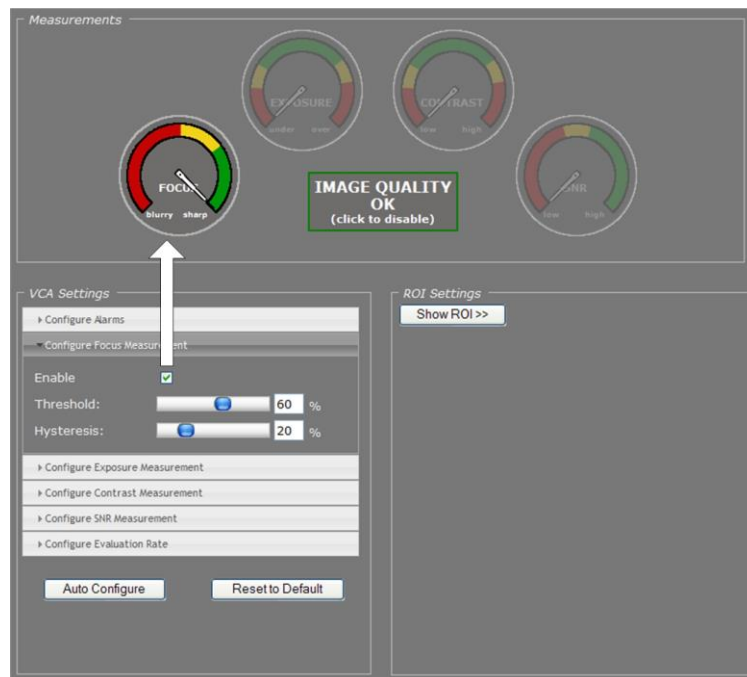 Measurements
EXPOSURE
under over
CONTRAST
low high
FOCUS
blurry sharp
IMAGE QUALITY
OK
(click to disable)
SNR
low high
VCA Settings
Configure Alarms
Configure Focus Measurement
Enable
Threshold: 60 %
Hysteresis: 20 %
Configure Exposure Measurement
Configure Contrast Measurement
Configure SNR Measurement
Configure Evaluation Rate
Auto Configure Reset to Default
ROI Settings
Show ROI >>